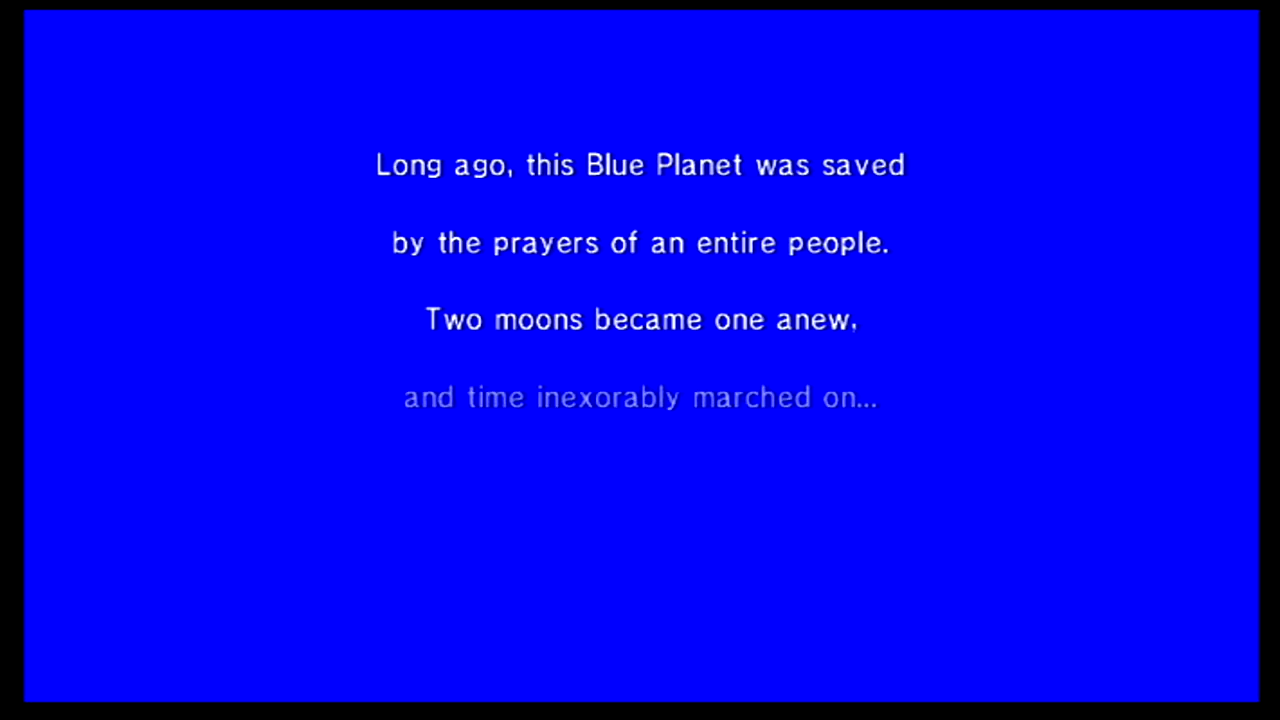 Long ago, this Blue Planet was saved
by the prayers of an entire people.
Two moons became one anew,
and time inexorably marched on...